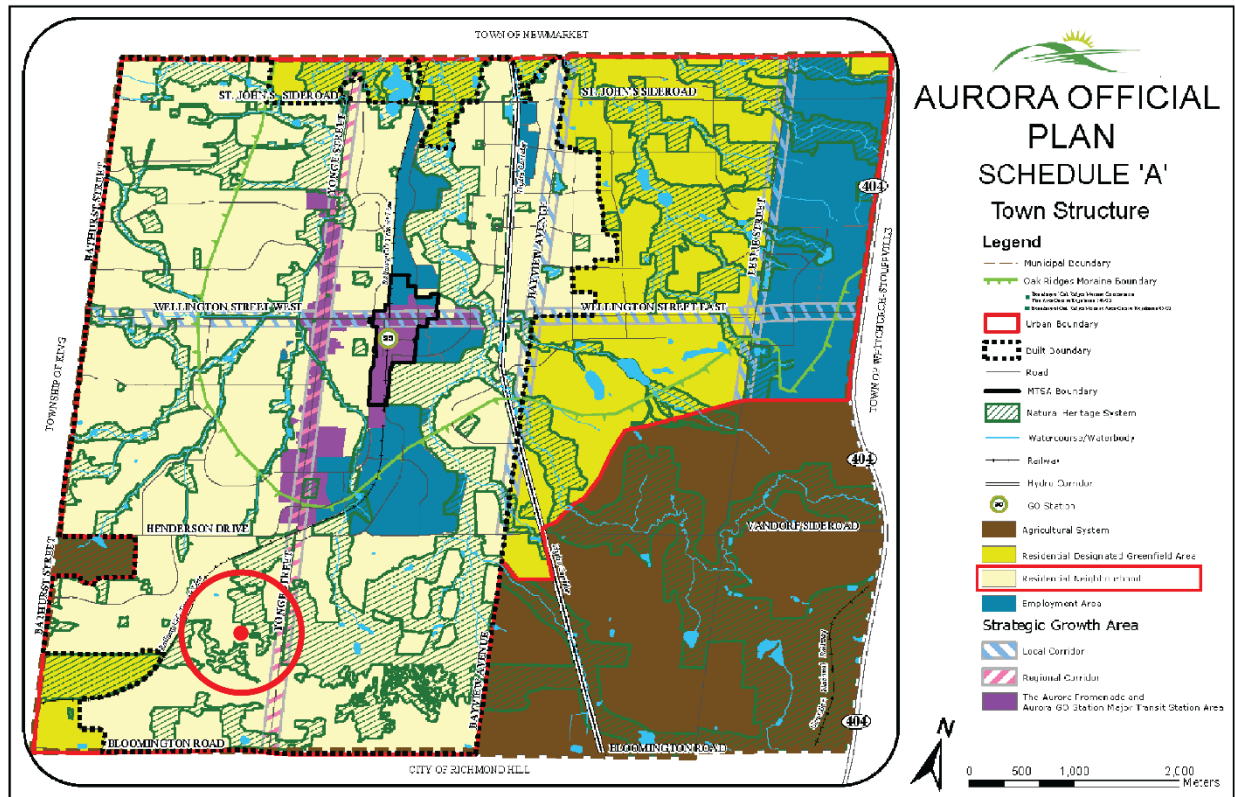 TOWN OF NEWMARKET
ST. JOHN'S SIDEROAD
ST. JOHN'S SIDEROAD
YONGE STREET
BATHURST STREET
BAYVIEW AVENUE
LESLIE STREET
404
TOWN OF WHITCHURCH-STOUFFVILLE
WELLINGTON STREET WEST
WELLINGTON STREET EAST
GO
TOWNSHIP OF KING
404
HENDERSON DRIVE
VANDORF SIDEROAD
BATHURST STREET
YONGE STREET
BAYVIEW AVENUE
404
BLOOMINGTON ROAD
BLOOMINGTON ROAD
CITY OF RICHMOND HILL
AURORA OFFICIAL
PLAN
SCHEDULE 'A'
Town Structure
Legend
Municipal Boundary
Oak Ridges Moraine Boundary
Urban Boundary
Built Boundary
Road
MTSA Boundary
Natural Heritage System
Watercourse/Waterbody
Railway
Hydro Corridor
GO
GO Station
Agricultural System
Residential Designated Greenfield Area
Residential Neighbourhood
Employment Area
Strategic Growth Area
Local Corridor
Regional Corridor
The Aurora Promenade and
Aurora GO Station Major Transit Station Area
N
0 500 1,000 2,000
Meters